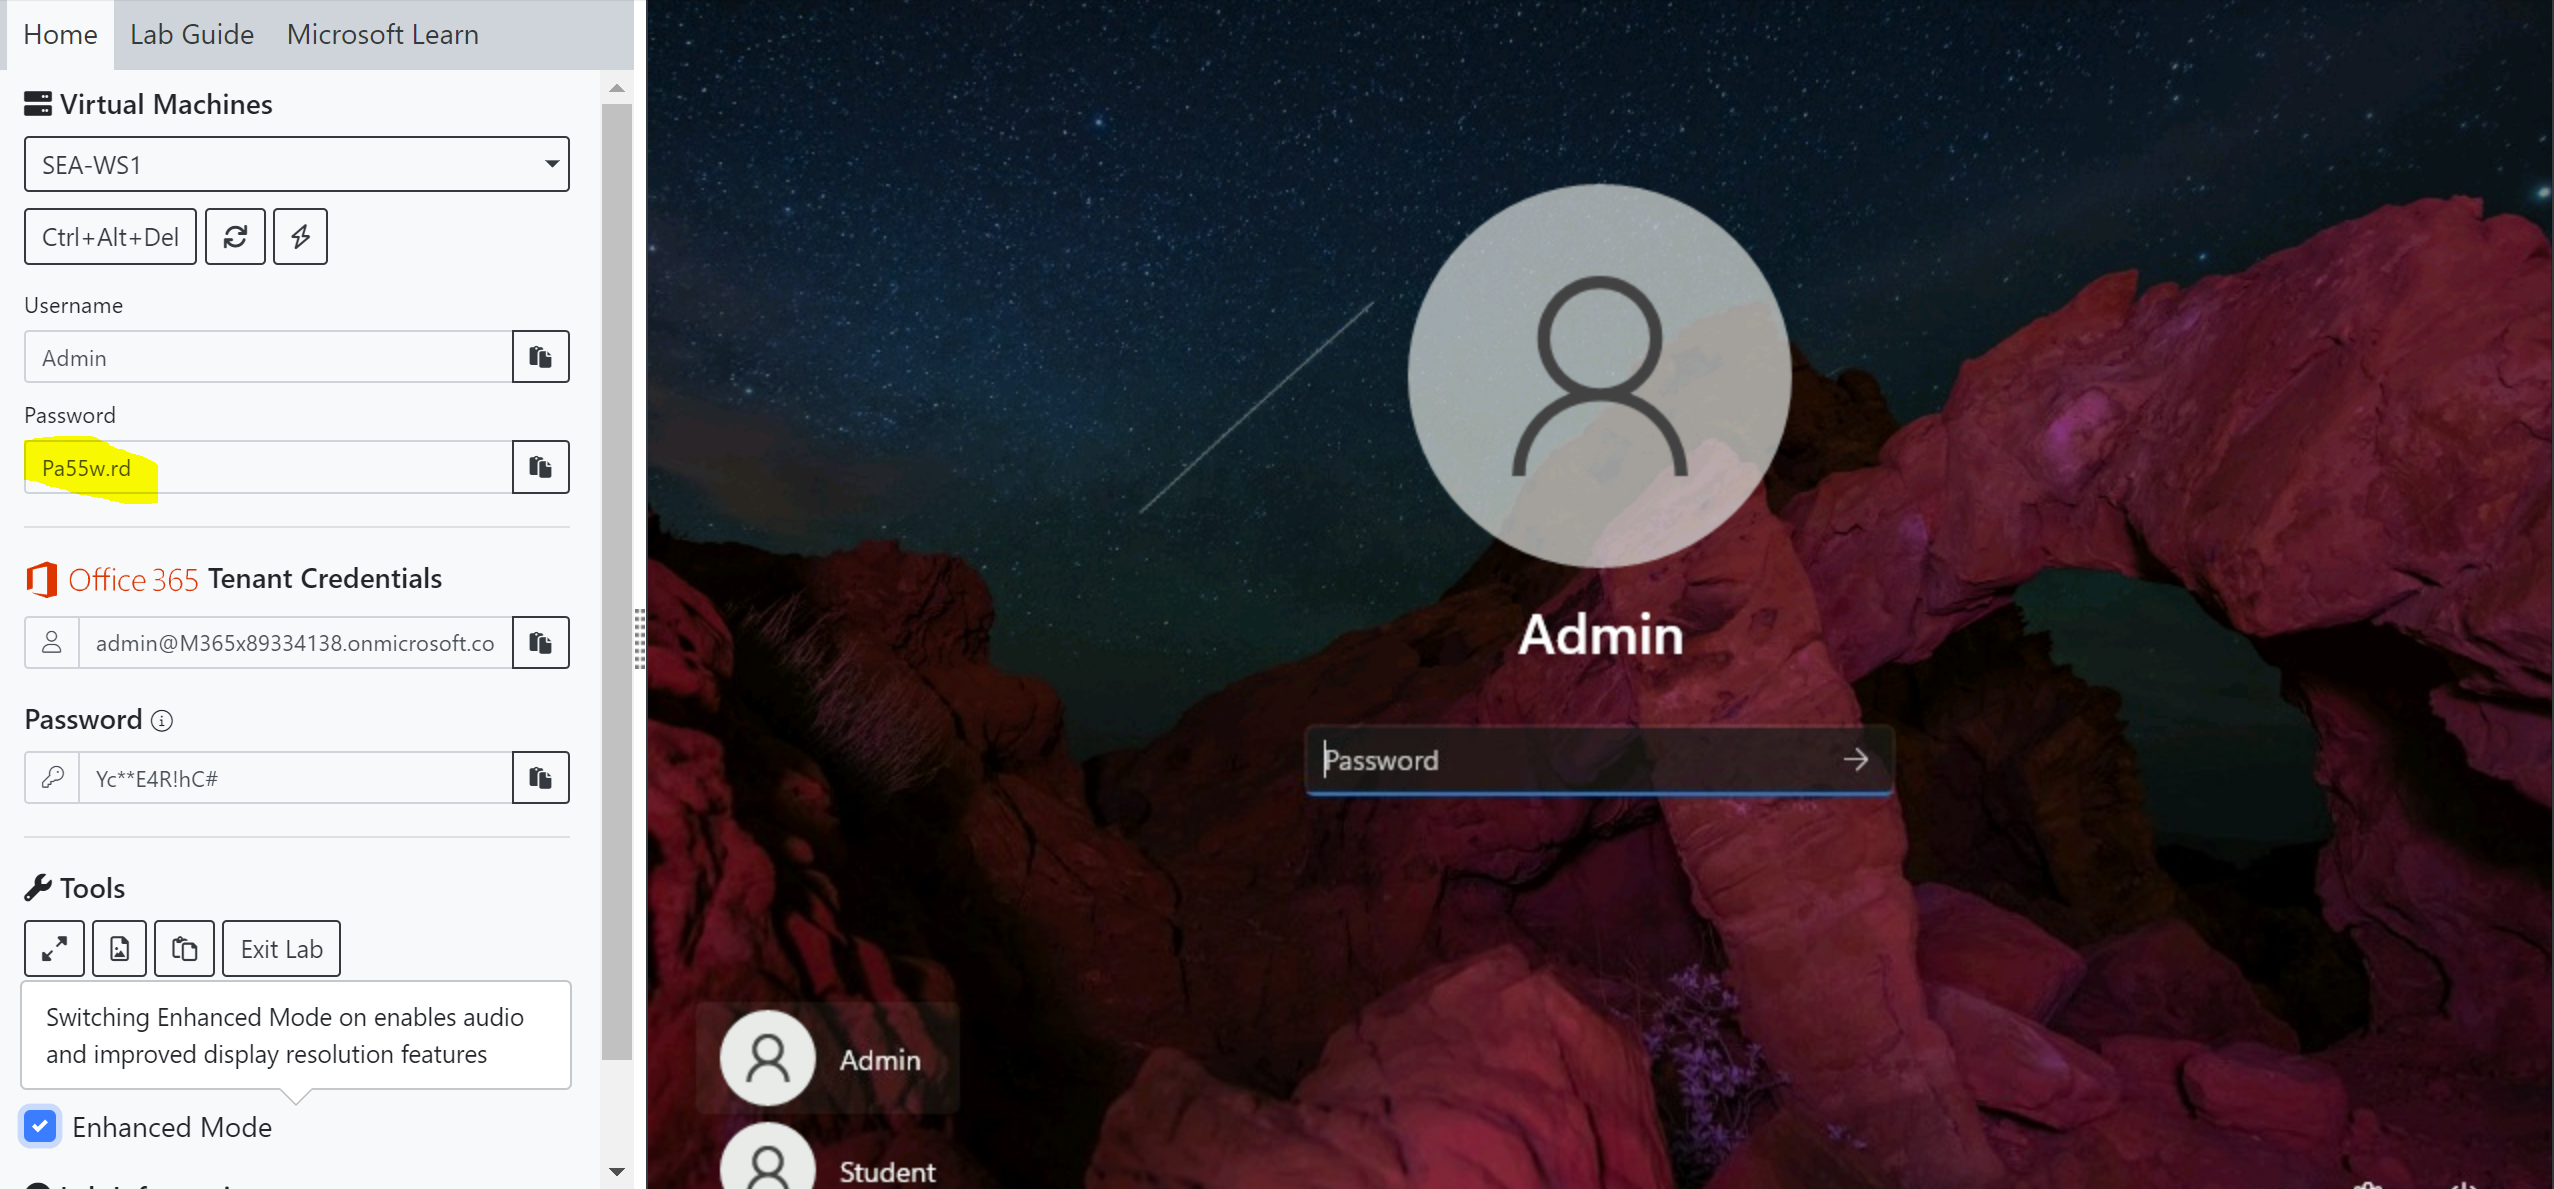 Home Lab Guide Microsoft Learn
Virtual Machines
SEA-WS1
Ctrl+Alt+Del
Username
Admin
Password
Pa55w.rd
Office 365 Tenant Credentials
admin@M365x89334138.onmicrosoft.co
Password
Yc**E4R!hC#
Tools
Exit Lab
Switching Enhanced Mode on enables audio
and improved display resolution features
Enhanced Mode
Admin
Password
Admin
Student